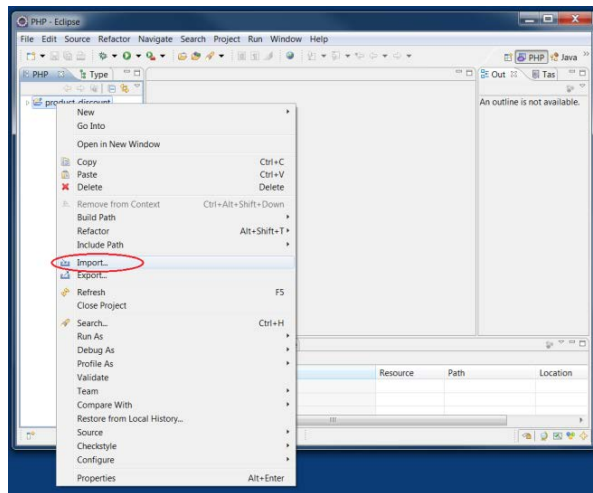 PHP - Eclipse
File Edit Source Refactor Navigate Search Project Run Window Help
PHP Java
PHP Type Out Tas
product-discount
An outline is not available.
New
Go Into
Open in New Window
Copy Ctrl+C
Paste Ctrl+V
Delete Delete
Remove from Context Ctrl+Alt+Shift+Down
Build Path
Refactor Alt+Shift+T
Include Path
Import...
Export...
Refresh F5
Close Project
Search... Ctrl+H
Run As
Debug As
Profile As
Resource Path Location
Validate
Team
Compare With
Restore from Local History...
Source
Checkstyle
Configure
Properties Alt+Enter